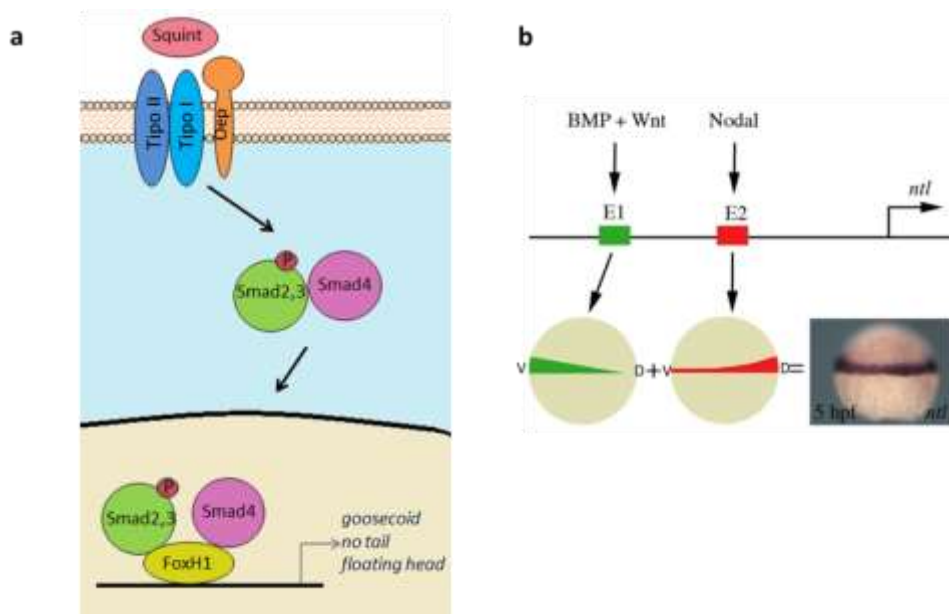 a
Squint
Tipo II
Tipo I
Oep
P
Smad2,3
Smad4
P
Smad2,3
Smad4
FoxH1
goosecoid
no tail
floating head
b
BMP + Wnt Nodal
ntl
E1 E2
V D + V D =
5 hpf ntl